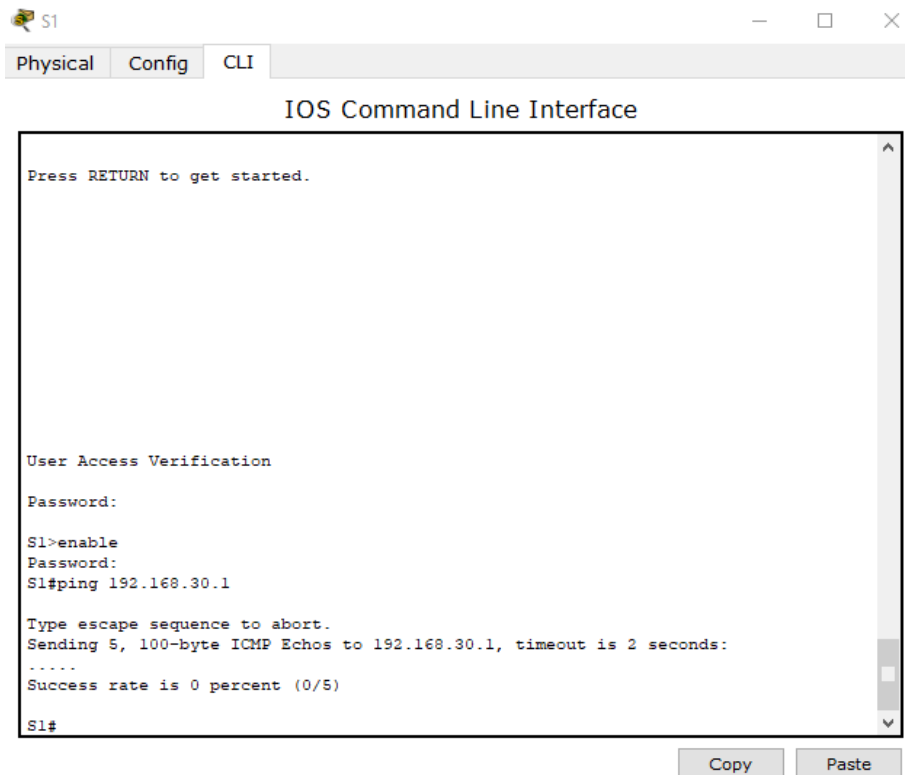 S1
Physical Config CLI
IOS Command Line Interface
Press RETURN to get started.
User Access Verification
Password:
S1>enable
Password:
S1#ping 192.168.30.1
Type escape sequence to abort.
Sending 5, 100-byte ICMP Echos to 192.168.30.1, timeout is 2 seconds:
.....
Success rate is 0 percent (0/5)
S1#
Copy Paste